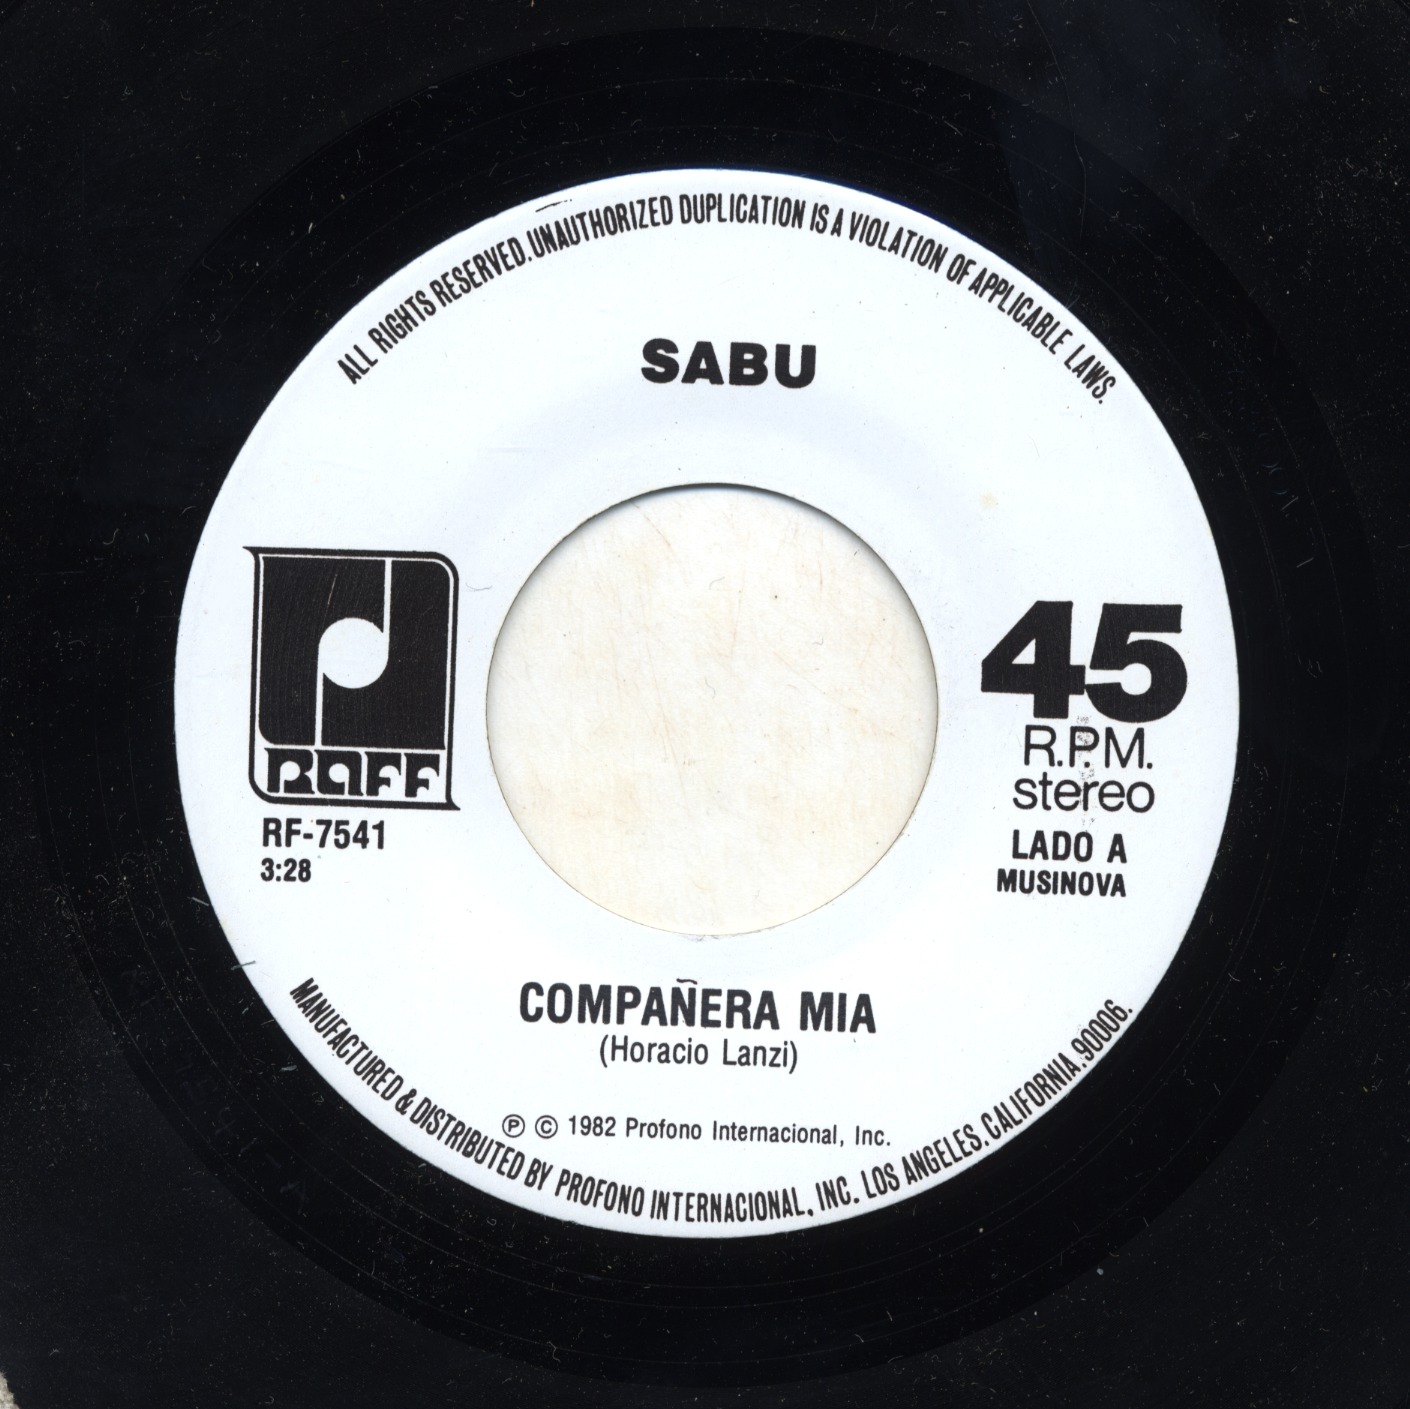 ALL RIGHTS RESERVED. UNAUTHORIZED DUPLICATION IS A VIOLATION OF APPLICABLE LAWS.
SABU
RAFF
RF-7541
3:28
45
R.P.M.
stereo
LADO A
MUSINOVA
COMPAÑERA MIA
(Horacio Lanzi)
Ⓟ © 1982 Profono Internacional, Inc.
MANUFACTURED & DISTRIBUTED BY PROFONO INTERNACIONAL, INC. LOS ANGELES, CALIFORNIA, 90006.